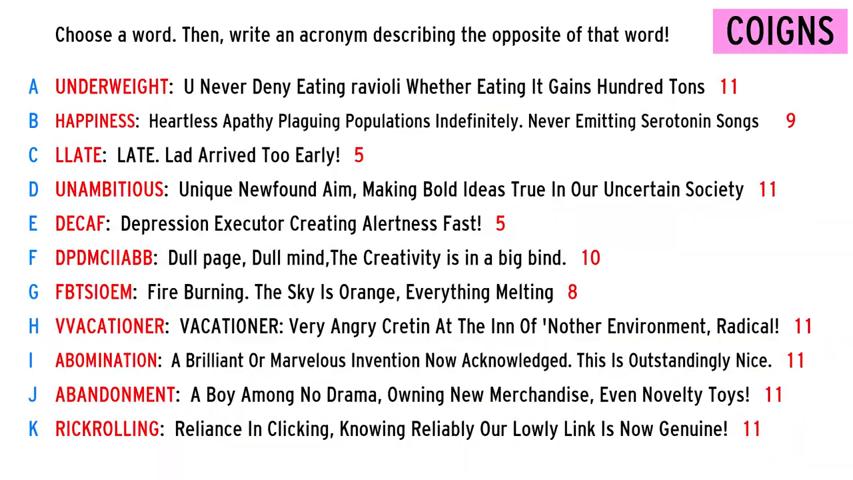 Choose a word. Then, write an acronym describing the opposite of that word!
COIGNS
A UNDERWEIGHT: U Never Deny Eating ravioli Whether Eating It Gains Hundred Tons 11
B HAPPINESS: Heartless Apathy Plaguing Populations Indefinitely. Never Emitting Serotonin Songs 9
C LLATE: LATE. Lad Arrived Too Early! 5
D UNAMBITIOUS: Unique Newfound Aim, Making Bold Ideas True In Our Uncertain Society 11
E DECAF: Depression Executor Creating Alertness Fast! 5
F DPDMCIIABB: Dull page, Dull mind,The Creativity is in a big bind. 10
G FBTSIOEM: Fire Burning. The Sky Is Orange, Everything Melting 8
H VVACATIONER: VACATIONER: Very Angry Cretin At The Inn Of 'Nother Environment, Radical! 11
I ABOMINATION: A Brilliant Or Marvelous Invention Now Acknowledged. This Is Outstandingly Nice. 11
J ABANDONMENT: A Boy Among No Drama, Owning New Merchandise, Even Novelty Toys! 11
K RICKROLLING: Reliance In Clicking, Knowing Reliably Our Lowly Link Is Now Genuine! 11